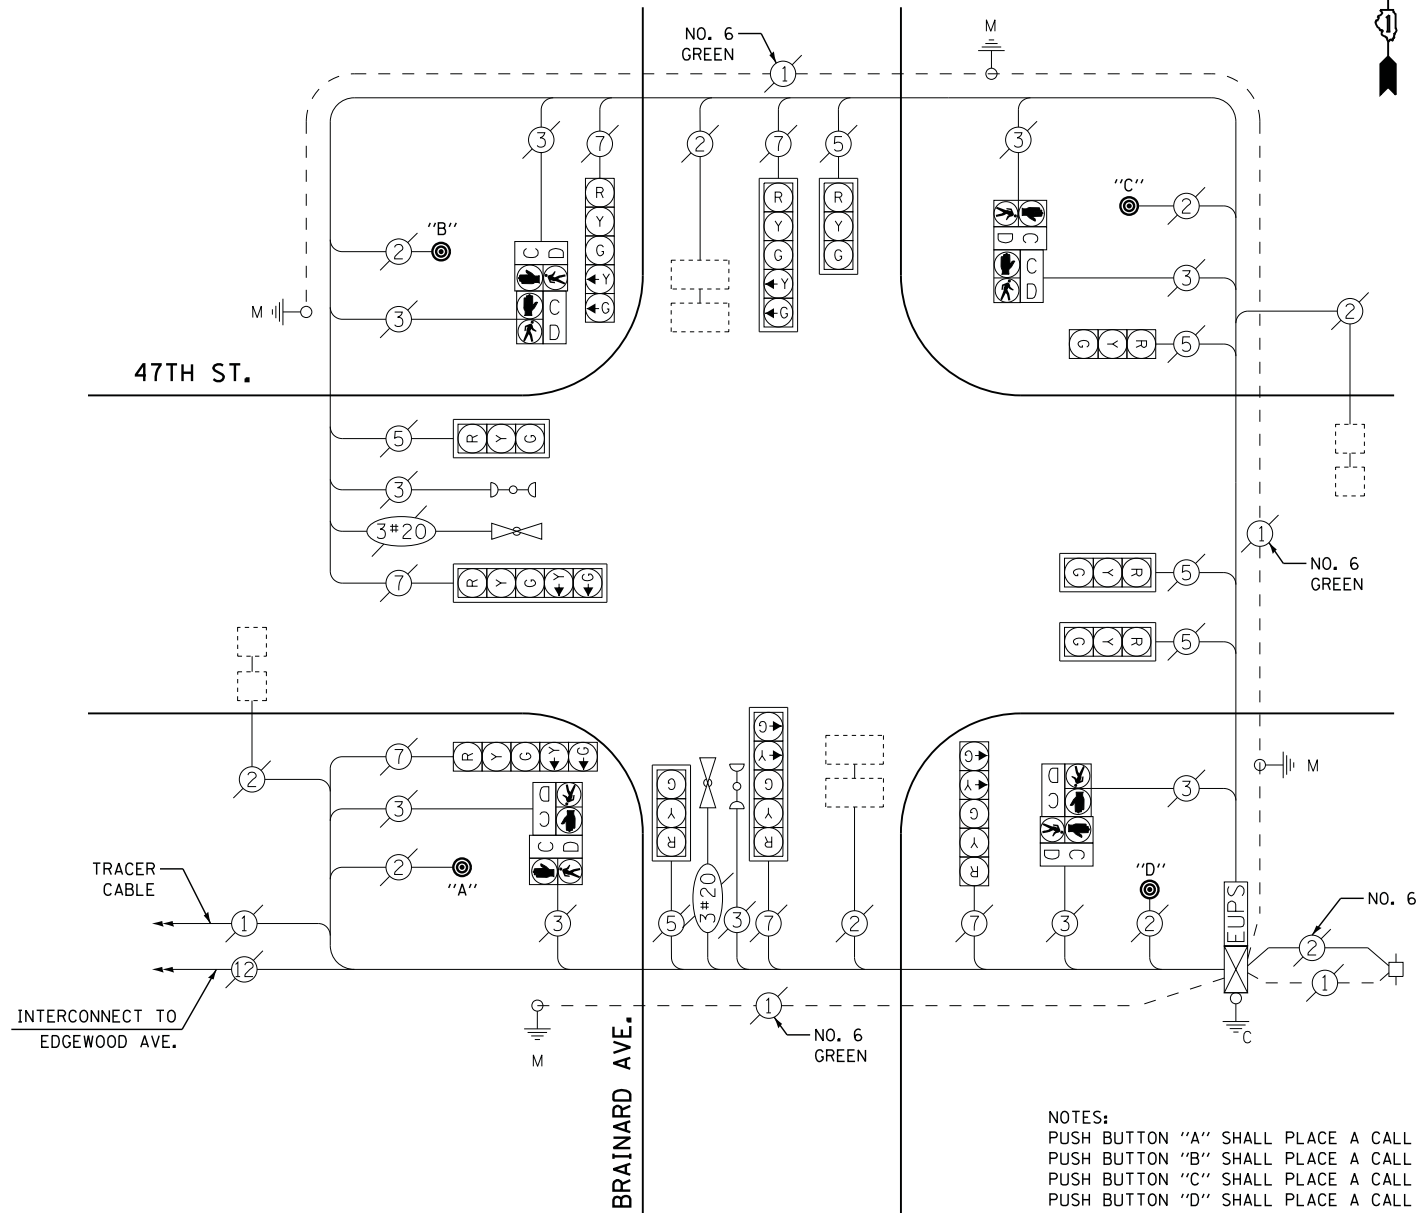 NO. 6
GREEN
1
M
1
3
7
2
7
5
3
"C"
2
"B"
2
C D
R
Y
G
Y
G
R
Y
G
Y
G
R
Y
G
D C
C
D
3
M
3
C
D
2
47TH ST.
G Y R
5
5
R Y G
3
3#20
7
R Y G Y G
G Y R
5
G Y R
5
1
NO. 6
GREEN
2
7
R Y G Y G
3
D
C
C D
2
"A"
3
G
Y
R
5
3#20
3
G
Y
G
Y
R
7
2
G
Y
G
Y
R
7
D
C
D C
3
3
"D"
2
M
TRACER
CABLE
1
12
INTERCONNECT TO
EDGEWOOD AVE.
EUPS
2
NO. 6
1
C
M
1
NO. 6
GREEN
BRAINARD AVE.
NOTES:
PUSH BUTTON "A" SHALL PLACE A CALL
PUSH BUTTON "B" SHALL PLACE A CALL
PUSH BUTTON "C" SHALL PLACE A CALL
PUSH BUTTON "D" SHALL PLACE A CALL